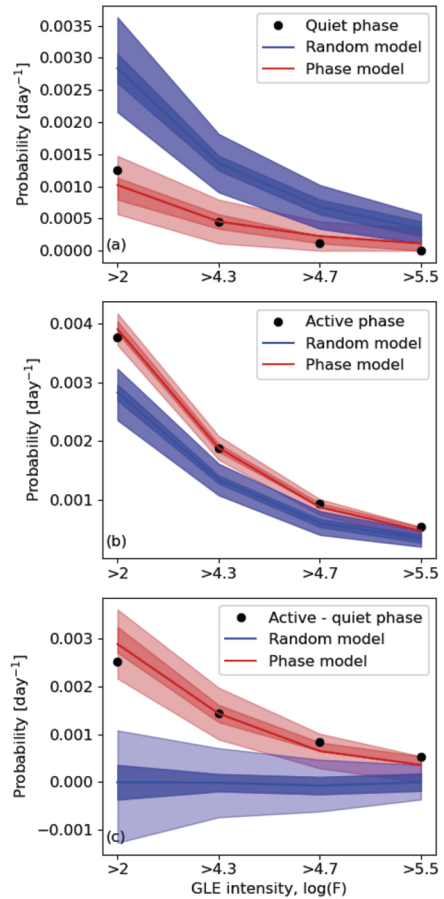 0.0035
0.0030
0.0025
0.0020
0.0015
0.0010
0.0005
0.0000
Probability [day⁻¹]
Quiet phase
Random model
Phase model
(a)
>2 >4.3 >4.7 >5.5
0.004
0.003
0.002
0.001
Probability [day⁻¹]
Active phase
Random model
Phase model
(b)
>2 >4.3 >4.7 >5.5
0.003
0.002
0.001
0.000
−0.001
Probability [day⁻¹]
Active - quiet phase
Random model
Phase model
(c)
>2 >4.3 >4.7 >5.5
GLE intensity, log(F)